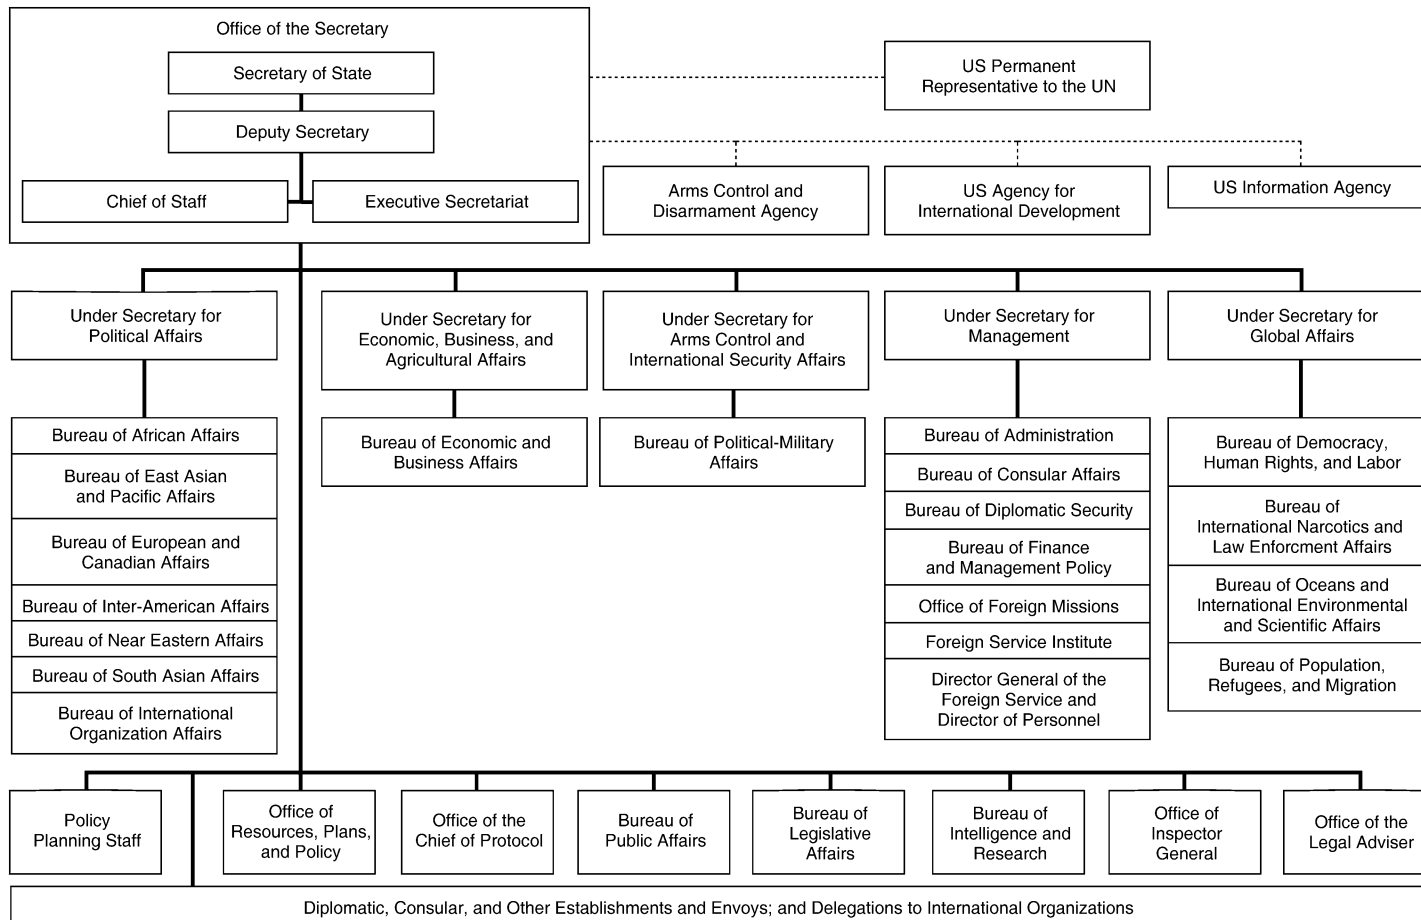 Office of the Secretary
Secretary of State
Deputy Secretary
Chief of Staff
Executive Secretariat
US Permanent
Representative to the UN
Arms Control and
Disarmament Agency
US Agency for
International Development
US Information Agency
Under Secretary for
Political Affairs
Under Secretary for
Economic, Business, and
Agricultural Affairs
Under Secretary for
Arms Control and
International Security Affairs
Under Secretary for
Management
Under Secretary for
Global Affairs
Bureau of African Affairs
Bureau of East Asian
and Pacific Affairs
Bureau of European and
Canadian Affairs
Bureau of Inter-American Affairs
Bureau of Near Eastern Affairs
Bureau of South Asian Affairs
Bureau of International
Organization Affairs
Bureau of Economic and
Business Affairs
Bureau of Political-Military
Affairs
Bureau of Administration
Bureau of Consular Affairs
Bureau of Diplomatic Security
Bureau of Finance
and Management Policy
Office of Foreign Missions
Foreign Service Institute
Director General of the
Foreign Service and
Director of Personnel
Bureau of Democracy,
Human Rights, and Labor
Bureau of
International Narcotics and
Law Enforcment Affairs
Bureau of Oceans and
International Environmental
and Scientific Affairs
Bureau of Population,
Refugees, and Migration
Policy
Planning Staff
Office of
Resources, Plans,
and Policy
Office of the
Chief of Protocol
Bureau of
Public Affairs
Bureau of
Legislative
Affairs
Bureau of
Intelligence and
Research
Office of
Inspector
General
Office of the
Legal Adviser
Diplomatic, Consular, and Other Establishments and Envoys; and Delegations to International Organizations